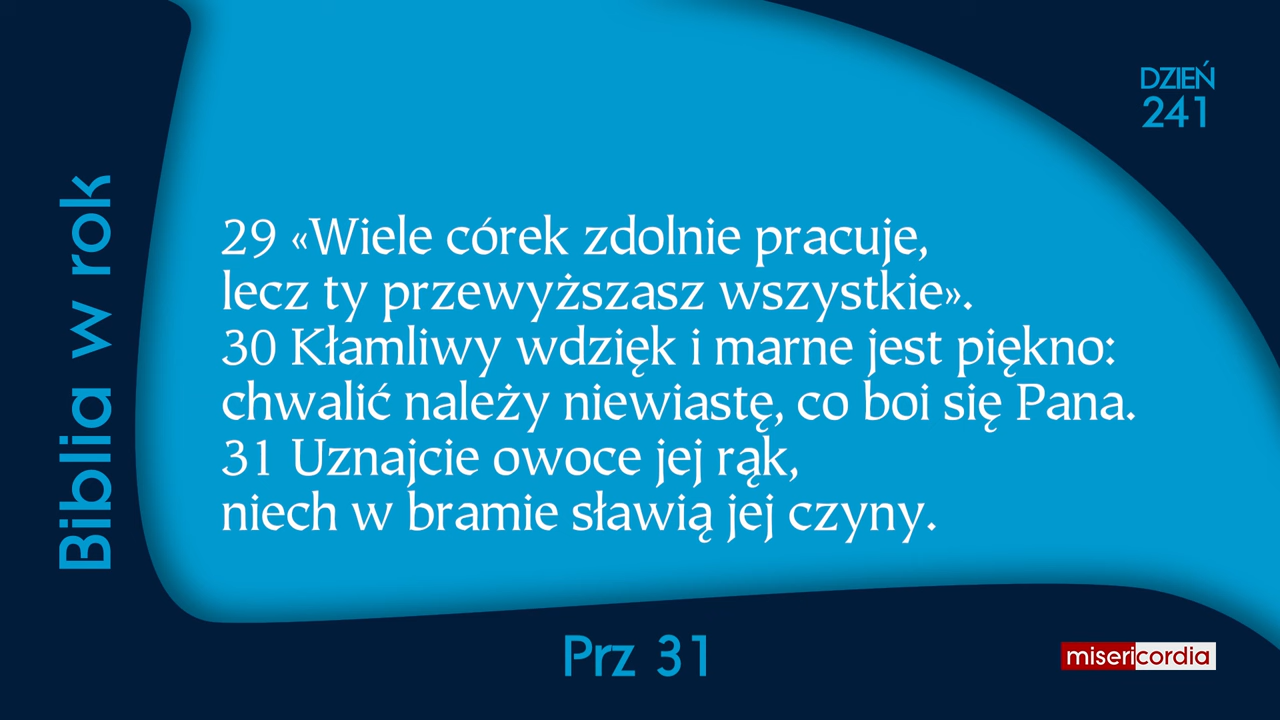 DZIEŃ
241
Biblia w rok
29 «Wiele córek zdolnie pracuje,
lecz ty przewyższasz wszystkie».
30 Kłamliwy wdzięk i marne jest piękno:
chwalić należy niewiastę, co boi się Pana.
31 Uznajcie owoce jej rąk,
niech w bramie sławią jej czyny.
Prz 31
misericordia